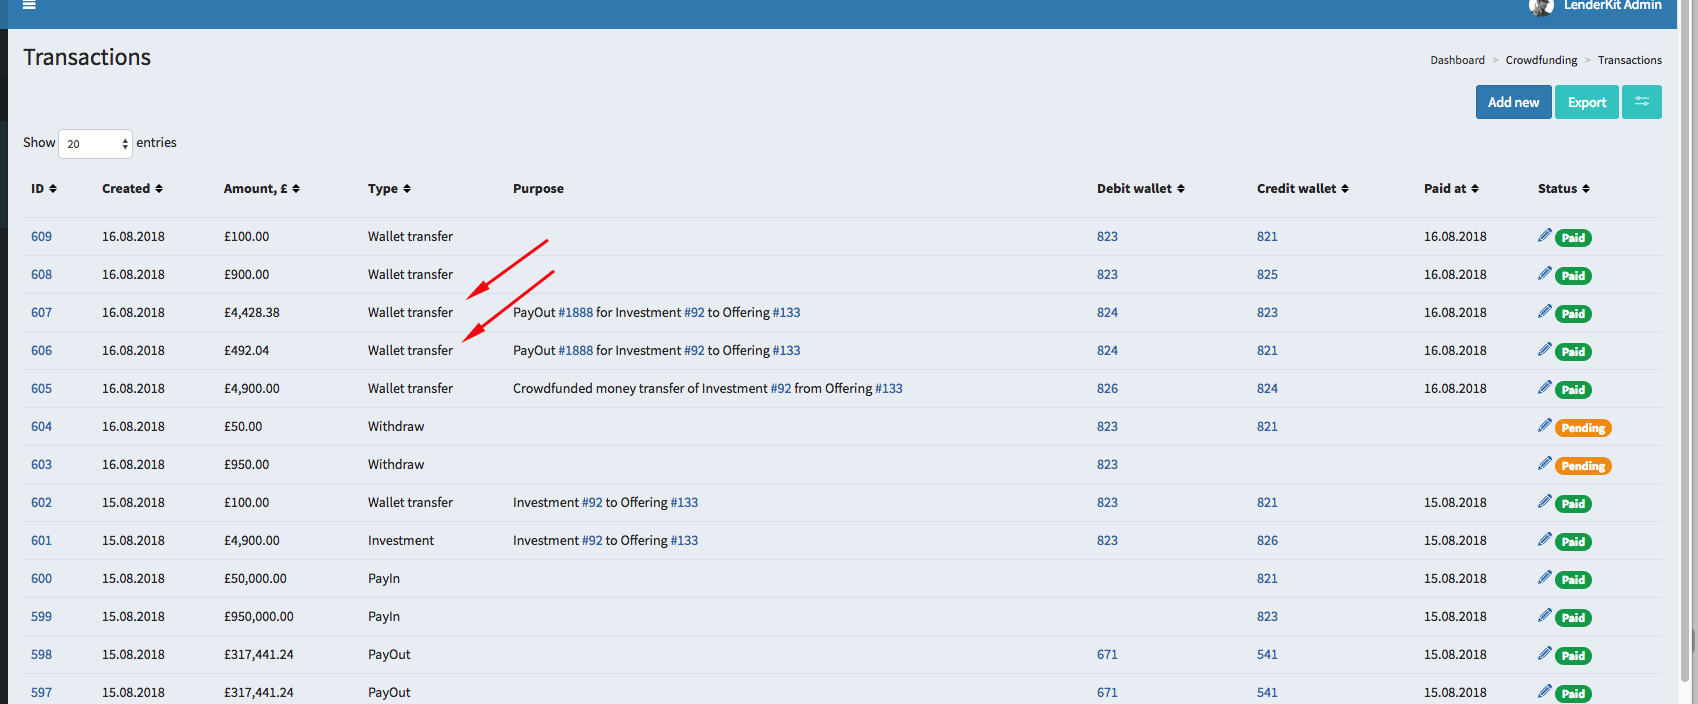 LenderKit Admin
Transactions
Dashboard > Crowdfunding > Transactions
Add new Export
Show 20 entries
ID Created Amount, £ Type Purpose Debit wallet Credit wallet Paid at Status
609 16.08.2018 £100.00 Wallet transfer 823 821 16.08.2018 Paid
608 16.08.2018 £900.00 Wallet transfer 823 825 16.08.2018 Paid
607 16.08.2018 £4,428.38 Wallet transfer PayOut #1888 for Investment #92 to Offering #133 824 823 16.08.2018 Paid
606 16.08.2018 £492.04 Wallet transfer PayOut #1888 for Investment #92 to Offering #133 824 821 16.08.2018 Paid
605 16.08.2018 £4,900.00 Wallet transfer Crowdfunded money transfer of Investment #92 from Offering #133 826 824 16.08.2018 Paid
604 16.08.2018 £50.00 Withdraw 823 821 Pending
603 16.08.2018 £950.00 Withdraw 823 Pending
602 15.08.2018 £100.00 Wallet transfer Investment #92 to Offering #133 823 821 15.08.2018 Paid
601 15.08.2018 £4,900.00 Investment Investment #92 to Offering #133 823 826 15.08.2018 Paid
600 15.08.2018 £50,000.00 PayIn 821 15.08.2018 Paid
599 15.08.2018 £950,000.00 PayIn 823 15.08.2018 Paid
598 15.08.2018 £317,441.24 PayOut 671 541 15.08.2018 Paid
597 15.08.2018 £317,441.24 PayOut 671 541 15.08.2018 Paid